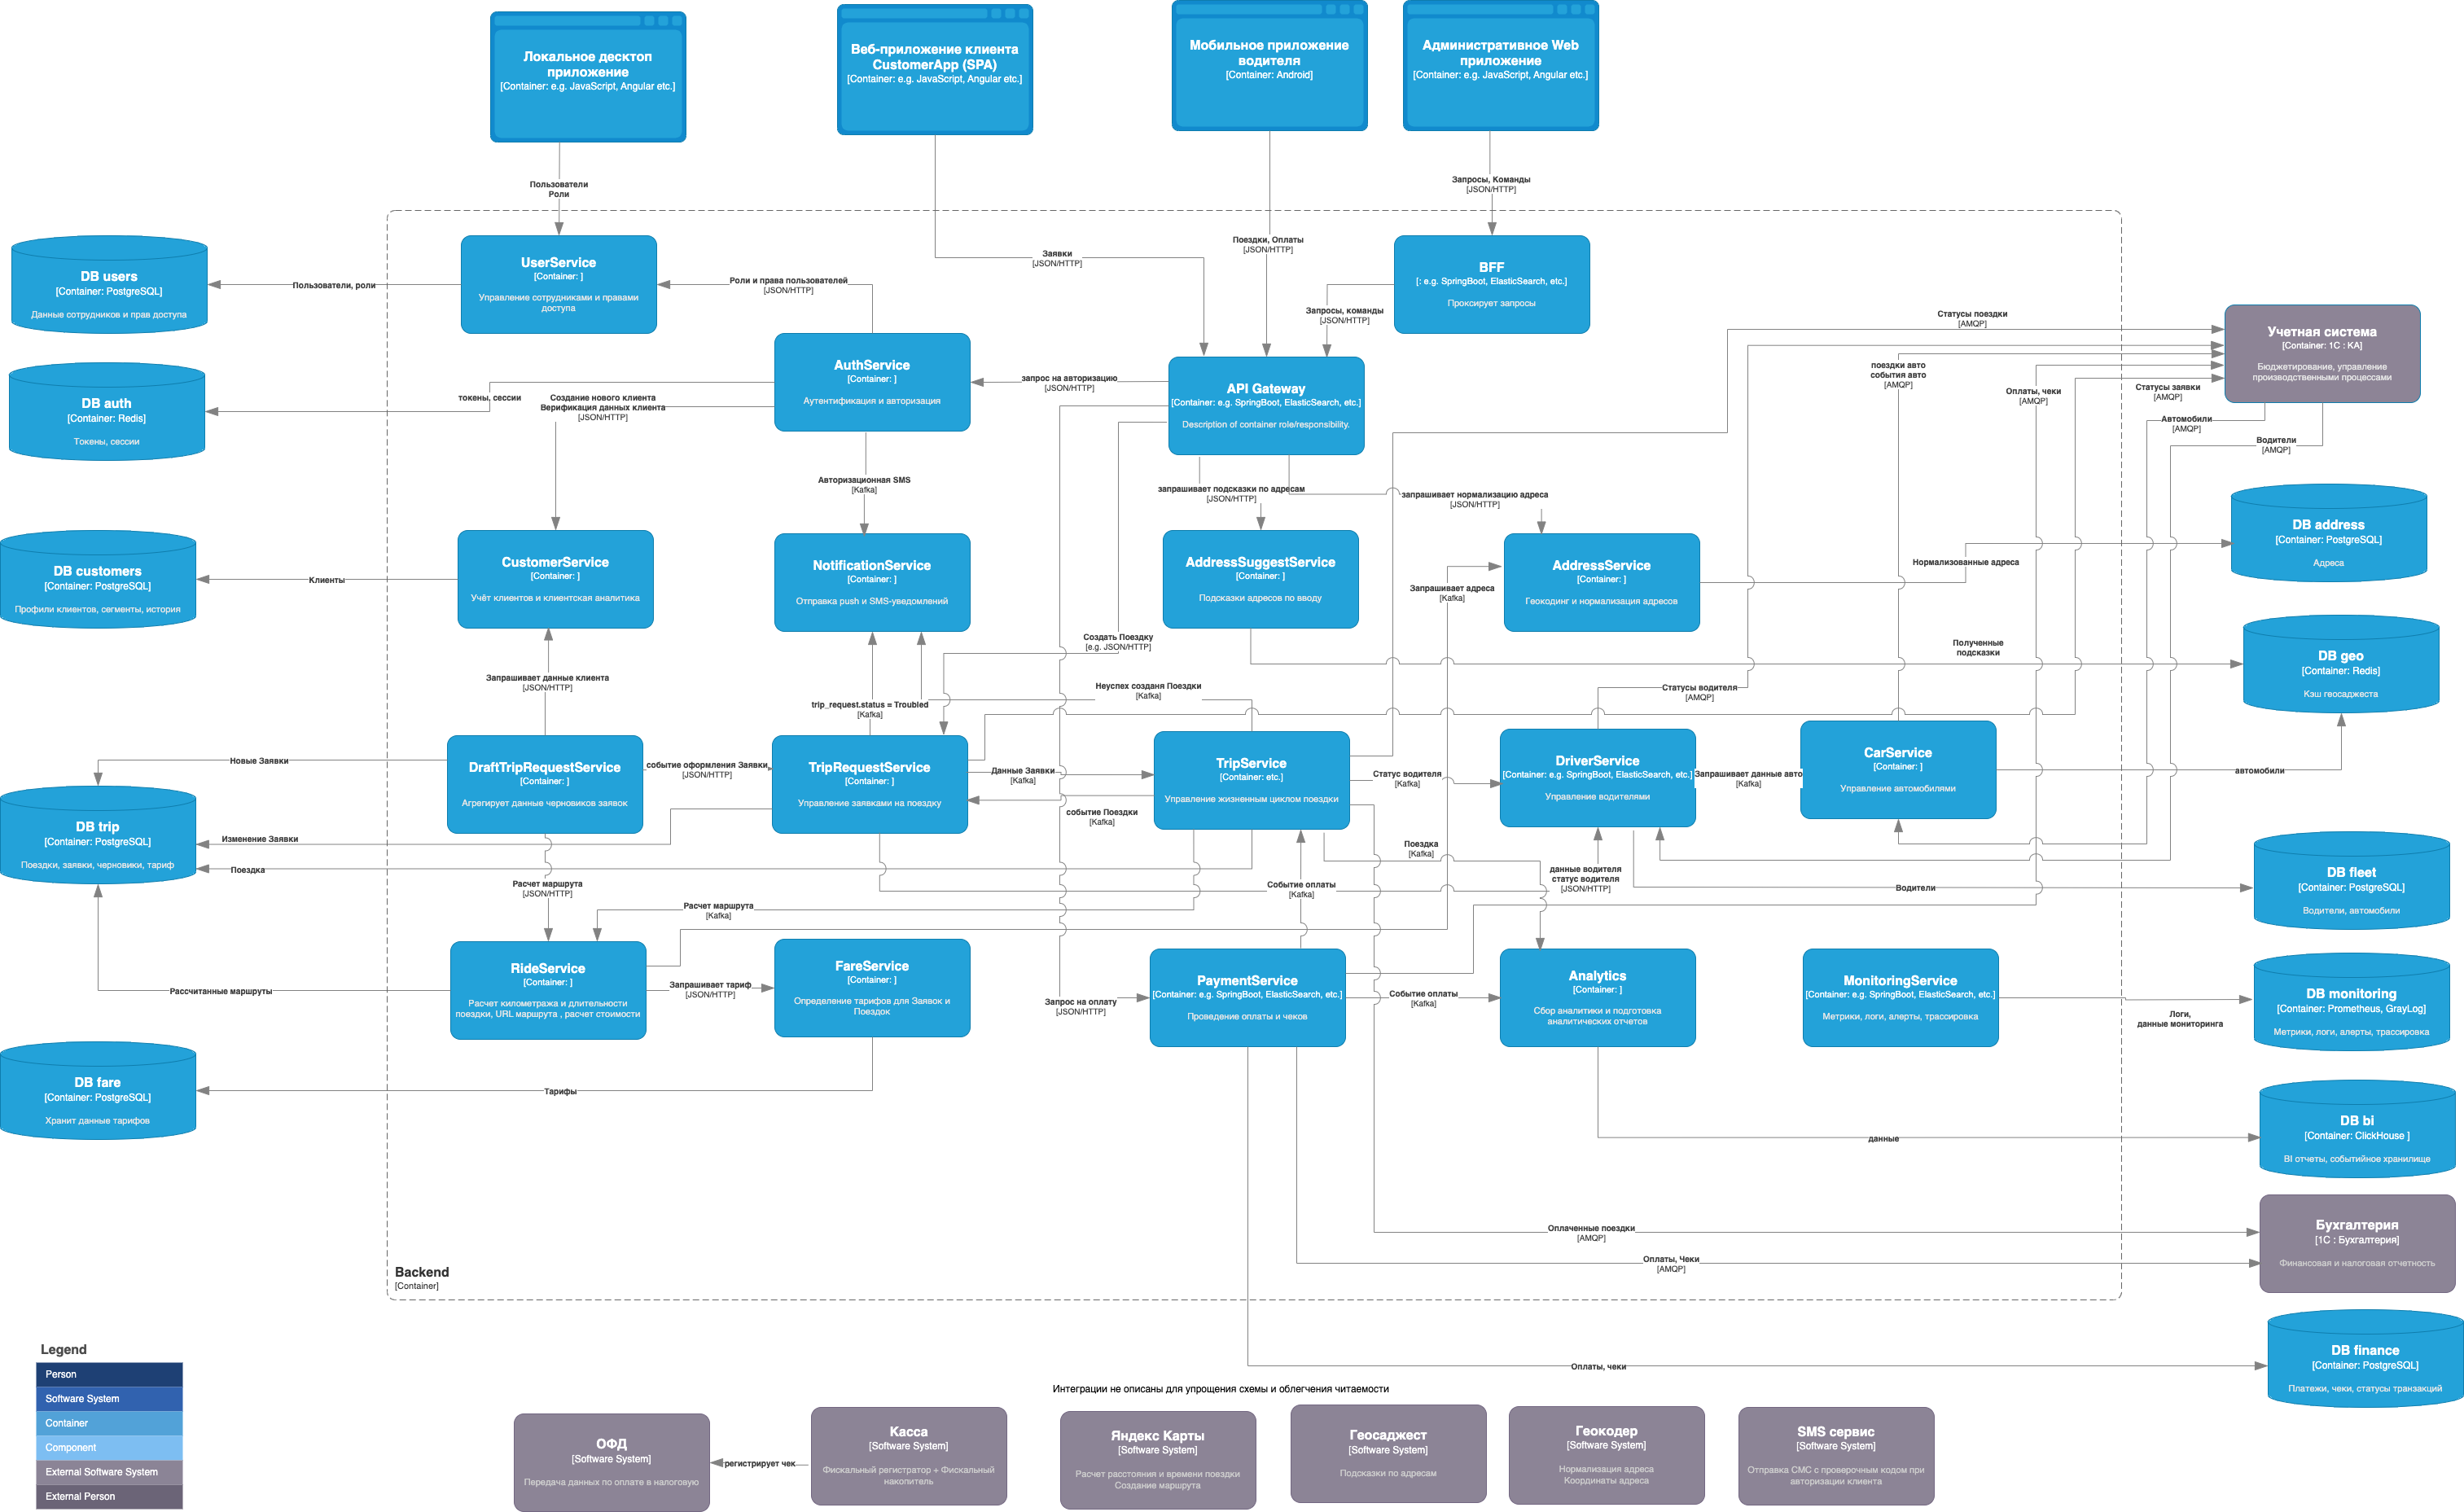 Локальное десктоп
приложение
[Container: e.g. JavaScript, Angular etc.]
Веб-приложение клиента
CustomerApp (SPA)
[Container: e.g. JavaScript, Angular etc.]
Мобильное приложение
водителя
[Container: Android]
Административное Web
приложение
[Container: e.g. JavaScript, Angular etc.]
Пользователи
Роли
Запросы, Команды
[JSON/HTTP]
Заявки
[JSON/HTTP]
Поездки, Оплаты
[JSON/HTTP]
DB users
[Container: PostgreSQL]
Данные сотрудников и прав доступа
Пользователи, роли
UserService
[Container: ]
Управление сотрудниками и правами
доступа
Роли и права пользователей
[JSON/HTTP]
BFF
[: e.g. SpringBoot, ElasticSearch, etc.]
Проксирует запросы
Запросы, команды
[JSON/HTTP]
Статусы поездки
[AMQP]
Учетная система
[Container: 1C : КА]
Бюджетирование, управление
производственными процессами
поездки авто
события авто
[AMQP]
Оплаты, чеки
[AMQP]
Статусы заявки
[AMQP]
Автомобили
[AMQP]
Водители
[AMQP]
DB auth
[Container: Redis]
Токены, сессии
токены, сессии
Создание нового клиента
Верификация данных клиента
[JSON/HTTP]
AuthService
[Container: ]
Аутентификация и авторизация
запрос на авторизацию
[JSON/HTTP]
API Gateway
[Container: e.g. SpringBoot, ElasticSearch, etc.]
Description of container role/responsibility.
Авторизационная SMS
[Kafka]
запрашивает подсказки по адресам
[JSON/HTTP]
запрашивает нормализацию адреса
[JSON/HTTP]
DB customers
[Container: PostgreSQL]
Профили клиентов, сегменты, история
Клиенты
CustomerService
[Container: ]
Учёт клиентов и клиентская аналитика
NotificationService
[Container: ]
Отправка push и SMS-уведомлений
AddressSuggestService
[Container: ]
Подсказки адресов по вводу
Запрашивает адреса
[Kafka]
AddressService
[Container: ]
Геокодинг и нормализация адресов
Нормализованные адреса
DB address
[Container: PostgreSQL]
Адреса
Запрашивает данные клиента
[JSON/HTTP]
Создать Поездку
[e.g. JSON/HTTP]
Неуспех созданя Поездки
[Kafka]
trip_request.status = Troubled
[Kafka]
Статусы водителя
[AMQP]
Полученные
подсказки
DB geo
[Container: Redis]
Кэш геосаджеста
Новые Заявки
DraftTripRequestService
[Container: ]
Агрегирует данные черновиков заявок
событие оформления Заявки
[JSON/HTTP]
TripRequestService
[Container: ]
Управление заявками на поездку
Данные Заявки
[Kafka]
событие Поездки
[Kafka]
TripService
[Container: etc.]
Управление жизненным циклом поездки
Статус водителя
[Kafka]
DriverService
[Container: e.g. SpringBoot, ElasticSearch, etc.]
Управление водителями
Запрашивает данные авто
[Kafka]
CarService
[Container: ]
Управление автомобилями
автомобили
DB trip
[Container: PostgreSQL]
Поездки, заявки, черновики, тариф
Изменение Заявки
Поездка
Расчет маршрута
[JSON/HTTP]
Расчет маршрута
[Kafka]
Событие оплаты
[Kafka]
Поездка
[Kafka]
данные водителя
статус водителя
[JSON/HTTP]
Водители
DB fleet
[Container: PostgreSQL]
Водители, автомобили
Рассчитанные маршруты
RideService
[Container: ]
Расчет километража и длительности
поездки, URL маршрута , расчет стоимости
Запрашивает тариф
[JSON/HTTP]
FareService
[Container: ]
Определение тарифов для Заявок и
Поездок
Запрос на оплату
[JSON/HTTP]
PaymentService
[Container: e.g. SpringBoot, ElasticSearch, etc.]
Проведение оплаты и чеков
Событие оплаты
[Kafka]
Analytics
[Container: ]
Сбор аналитики и подготовка
аналитических отчетов
MonitoringService
[Container: e.g. SpringBoot, ElasticSearch, etc.]
Метрики, логи, алерты, трассировка
Логи,
данные мониторинга
DB monitoring
[Container: Prometheus, GrayLog]
Метрики, логи, алерты, трассировка
DB fare
[Container: PostgreSQL]
Хранит данные тарифов
Тарифы
данные
DB bi
[Container: ClickHouse ]
BI отчеты, событийное хранилище
Оплаченные поездки
[AMQP]
Оплаты, Чеки
[AMQP]
Бухгалтерия
[1С : Бухгалтерия]
Финансовая и налоговая отчетность
Backend
[Container]
Оплаты, чеки
DB finance
[Container: PostgreSQL]
Платежи, чеки, статусы транзакций
Legend
Person
Software System
Container
Component
External Software System
External Person
Интеграции не описаны для упрощения схемы и облегчения читаемости
ОФД
[Software System]
Передача данных по оплате в налоговую
регистрирует чек
Касса
[Software System]
Фискальный регистратор + Фискальный
накопитель
Яндекс Карты
[Software System]
Расчет расстояния и времени поездки
Создание маршрута
Геосаджест
[Software System]
Подсказки по адресам
Геокодер
[Software System]
Нормализация адреса
Координаты адреса
SMS сервис
[Software System]
Отправка СМС с проверочным кодом при
авторизации клиента